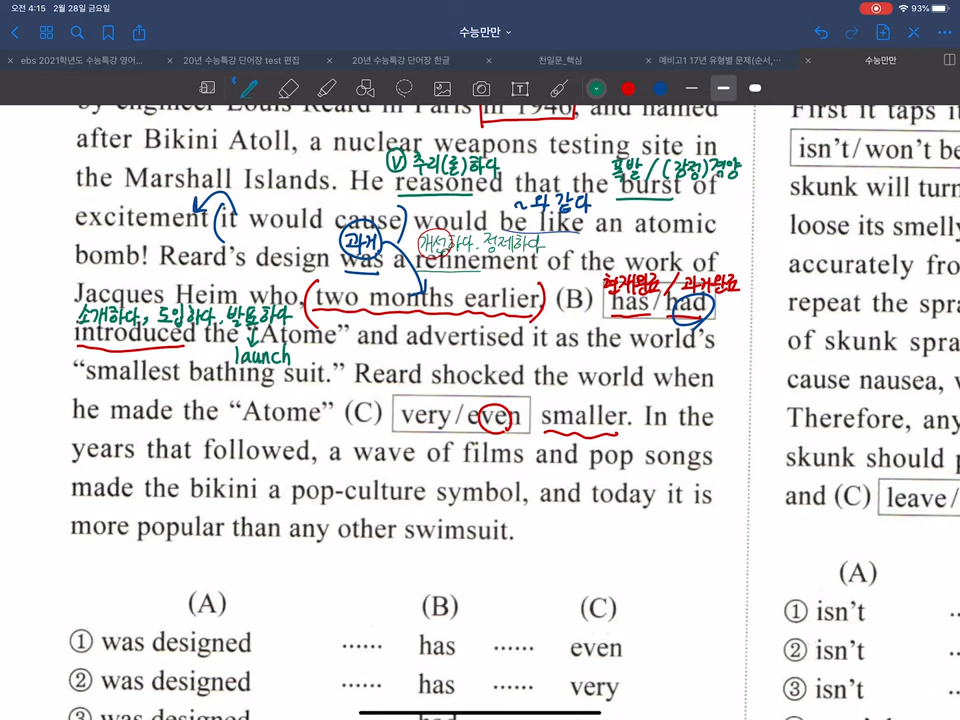 오후 4:15 2월 28일 금요일
93%
수능만만
ebs 2021학년도 수능특강 영어...
20년 수능특강 단어장 test 편집
20년 수능특강 단어장 한글
천일문_핵심
예비고1 17년 유형별 문제(순서,...
수능만만
by engineer Louis Reard in Paris in 1946, and named
after Bikini Atoll, a nuclear weapons testing site in
ⓥ 추리(론)하다
폭발 / (감정)격앙
the Marshall Islands. He reasoned that the burst of
~와 같다
excitement it would cause would be like an atomic
과거
개선하다. 정제하다
bomb! Reard's design was a refinement of the work of
현재완료 / 과거완료
Jacques Heim who, (two months earlier) (B) has / had
소개하다, 도입하다. 발표하다
introduced the “Atome” and advertised it as the world's
launch
“smallest bathing suit.” Reard shocked the world when
he made the “Atome” (C) very / even smaller. In the
years that followed, a wave of films and pop songs
made the bikini a pop-culture symbol, and today it is
more popular than any other swimsuit.
(A) (B) (C)
① was designed ...... has ...... even
② was designed ...... has ...... very
First it taps
isn't / won't be
skunk will turn
loose its smelly
accurately
repeat the
of skunk
cause nausea,
Therefore, any
skunk should
and (C) leave /
(A)
① isn't
② isn't
③ isn't